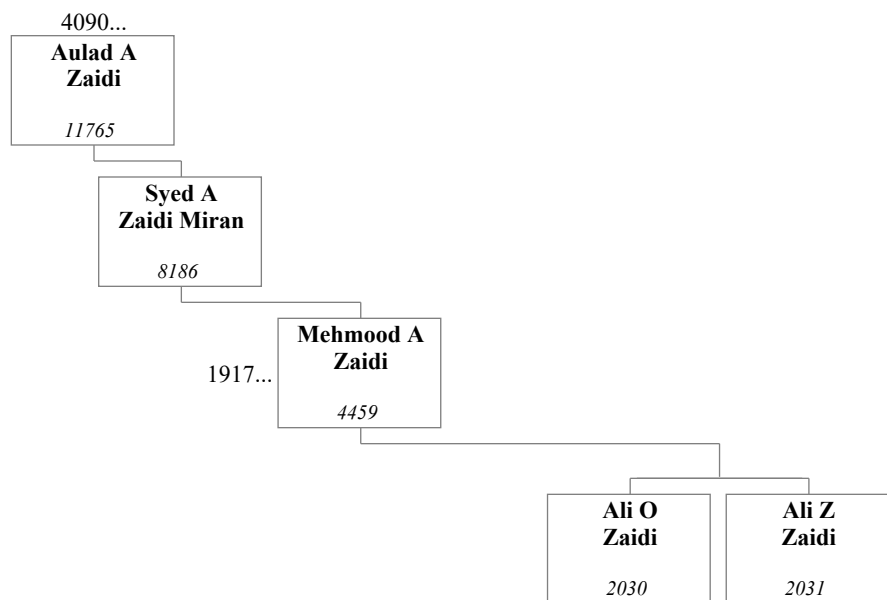 4090...
Aulad A
Zaidi
11765
Syed A
Zaidi Miran
8186
Mehmood A
Zaidi
1917...
4459
Ali O
Zaidi
2030
Ali Z
Zaidi
2031